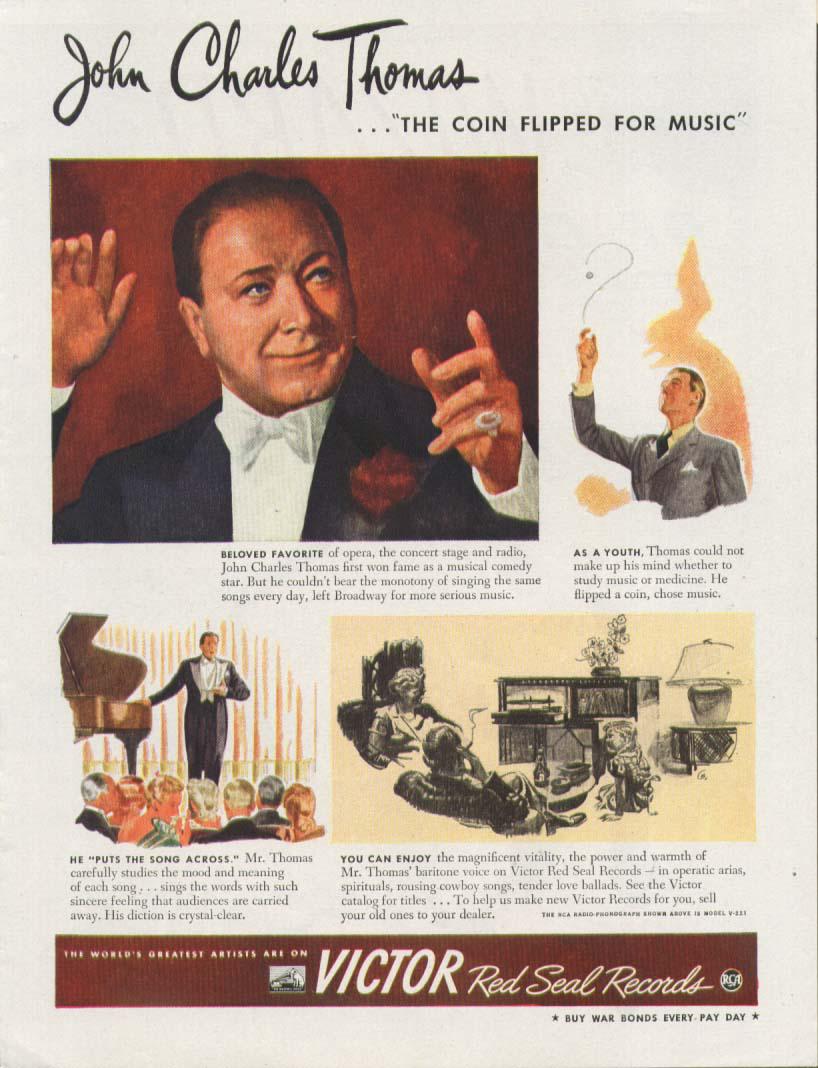 John Charles Thomas
..."THE COIN FLIPPED FOR MUSIC"
BELOVED FAVORITE of opera, the concert stage and radio,
John Charles Thomas first won fame as a musical comedy
star. But he couldn't bear the monotony of singing the same
songs every day, left Broadway for more serious music.
AS A YOUTH, Thomas could not
make up his mind whether to
study music or medicine. He
flipped a coin, chose music.
HE "PUTS THE SONG ACROSS." Mr. Thomas
carefully studies the mood and meaning
of each song . . . sings the words with such
sincere feeling that audiences are carried
away. His diction is crystal-clear.
YOU CAN ENJOY the magnificent vitality, the power and warmth of
Mr. Thomas' baritone voice on Victor Red Seal Records — in operatic arias,
spirituals, rousing cowboy songs, tender love ballads. See the Victor
catalog for titles . . . To help us make new Victor Records for you, sell
your old ones to your dealer.
THE RCA RADIO-PHONOGRAPH SHOWN ABOVE IS MODEL V-221
THE WORLD'S GREATEST ARTISTS ARE ON
VICTOR Red Seal Records
RCA
★ BUY WAR BONDS EVERY PAY DAY ★